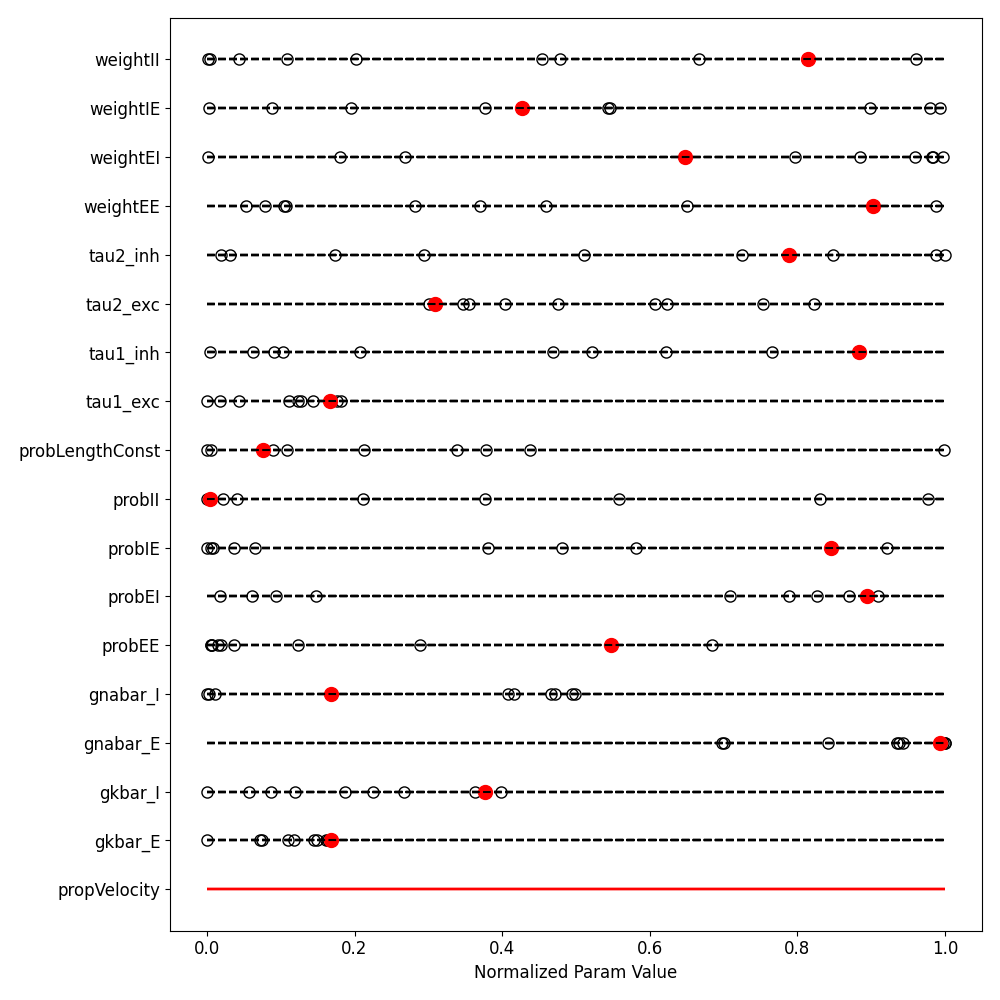 weightII
weightIE
weightEI
weightEE
tau2_inh
tau2_exc
tau1_inh
tau1_exc
probLengthConst
probII
probIE
probEI
probEE
gnabar_I
gnabar_E
gkbar_I
gkbar_E
propVelocity
0.0 0.2 0.4 0.6 0.8 1.0
Normalized Param Value